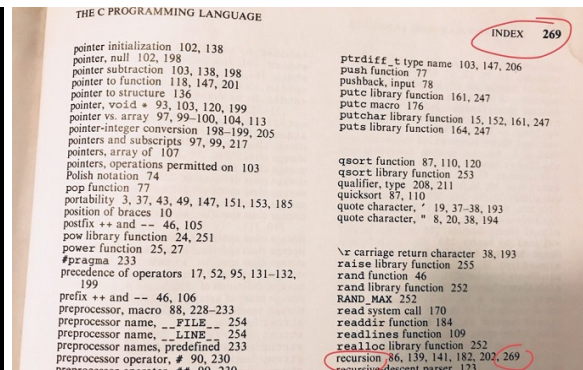 THE C PROGRAMMING LANGUAGE
INDEX 269
pointer initialization 102, 138
pointer, null 102, 198
pointer subtraction 103, 138, 198
pointer to function 118, 147, 201
pointer to structure 136
pointer, void * 93, 103, 120, 199
pointer vs. array 97, 99-100, 104, 113
pointer-integer conversion 198-199, 205
pointers and subscripts 97, 99, 217
pointers, array of 107
pointers, operations permitted on 103
Polish notation 74
pop function 77
portability 3, 37, 43, 49, 147, 151, 153, 185
position of braces 10
postfix ++ and -- 46, 105
pow library function 24, 251
power function 25, 27
#pragma 233
precedence of operators 17, 52, 95, 131-132,
199
prefix ++ and -- 46, 106
preprocessor, macro 88, 228-233
preprocessor name, __FILE__ 254
preprocessor name, __LINE__ 254
preprocessor names, predefined 233
preprocessor operator, # 90, 230
preprocessor operator, ## 90, 230
ptrdiff_t type name 103, 147, 206
push function 77
pushback, input 78
putc library function 161, 247
putc macro 176
putchar library function 15, 152, 161, 247
puts library function 164, 247
qsort function 87, 110, 120
qsort library function 253
qualifier, type 208, 211
quicksort 87, 110
quote character, ' 19, 37-38, 193
quote character, " 8, 20, 38, 194
\r carriage return character 38, 193
raise library function 255
rand function 46
rand library function 252
RAND_MAX 252
read system call 170
readdir function 184
readlines function 109
realloc library function 252
recursion 86, 139, 141, 182, 202, 269
recursive-descent parser 123